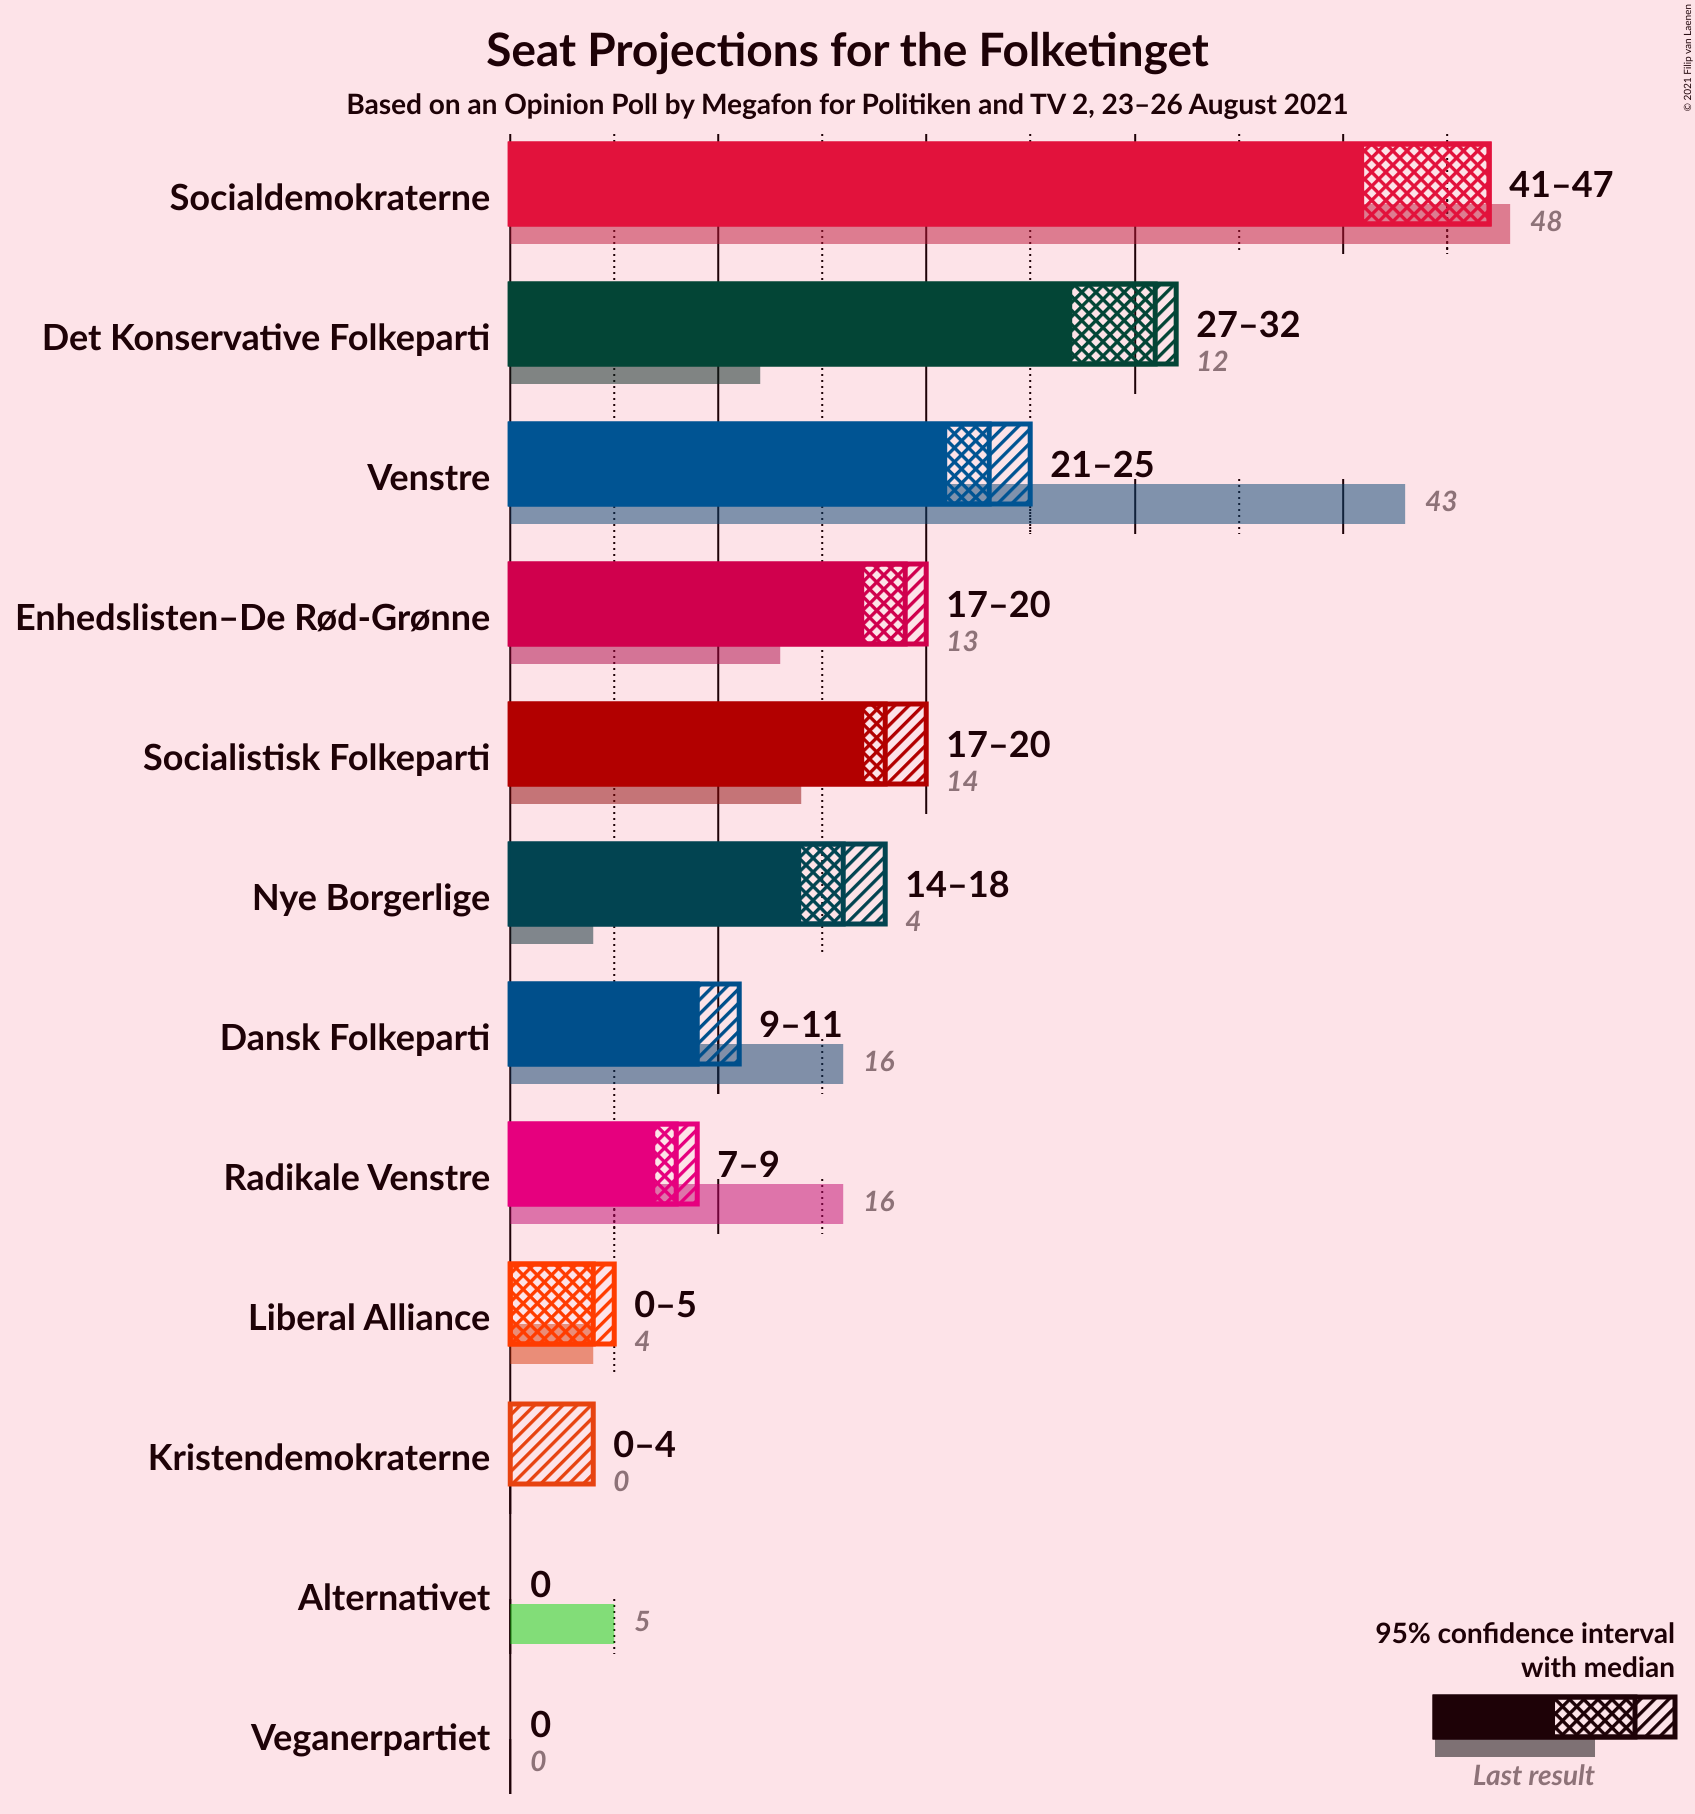 Seat Projections for the Folketinget
Based on an Opinion Poll by Megafon for Politiken and TV 2, 23–26 August 2021
© 2021 Filip van Laenen
Socialdemokraterne
41–47
48
Det Konservative Folkeparti
27–32
12
Venstre
21–25
43
Enhedslisten–De Rød-Grønne
17–20
13
Socialistisk Folkeparti
17–20
14
Nye Borgerlige
14–18
4
Dansk Folkeparti
9–11
16
Radikale Venstre
7–9
16
Liberal Alliance
0–5
4
Kristendemokraterne
0–4
0
Alternativet
0
5
Veganerpartiet
0
0
95% confidence interval
with median
Last result